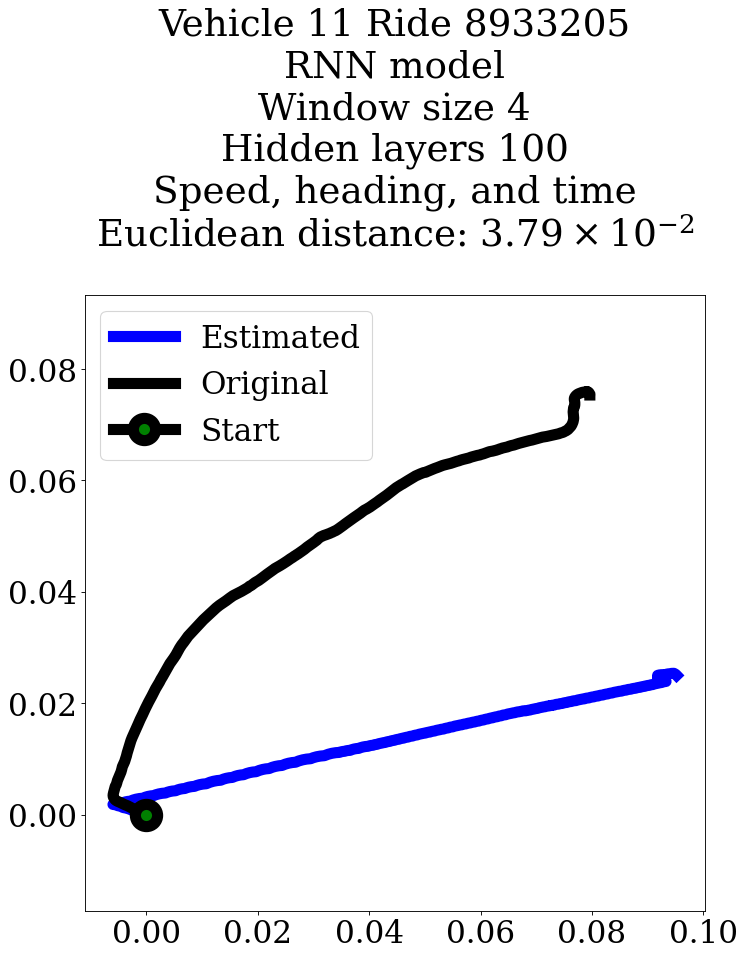 Vehicle 11 Ride 8933205
RNN model
Window size 4
Hidden layers 100
Speed, heading, and time
Euclidean distance: 3.79 × 10⁻²
Estimated
Original
Start
0.08
0.06
0.04
0.02
0.00
0.00 0.02 0.04 0.06 0.08 0.10